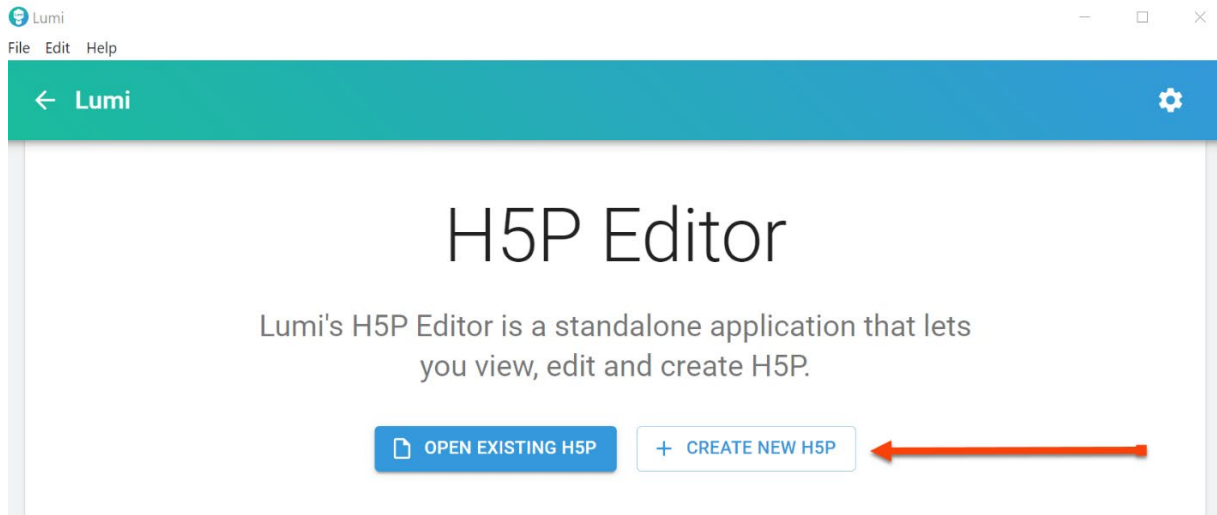 Lumi
File Edit Help
Lumi
H5P Editor
Lumi's H5P Editor is a standalone application that lets
you view, edit and create H5P.
OPEN EXISTING H5P
+ CREATE NEW H5P